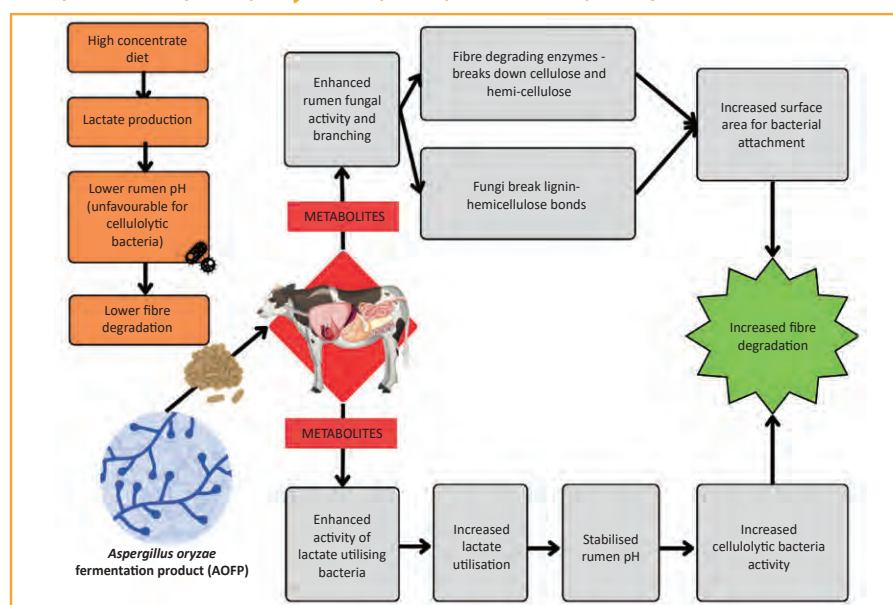 High concentrate
diet
Lactate production
Lower rumen pH
(unfavourable for
cellulolytic
bacteria)
Lower fibre
degradation
Aspergillus oryzae
fermentation product (AOFP)
METABOLITES
Enhanced
rumen fungal
activity and
branching
Fibre degrading enzymes -
breaks down cellulose and
hemi-cellulose
Fungi break lignin-
hemicellulose bonds
Increased surface
area for bacterial
attachment
METABOLITES
Enhanced
activity of
lactate utilising
bacteria
Increased
lactate
utilisation
Stabilised
rumen pH
Increased
cellulolytic bacteria
activity
Increased fibre
degradation